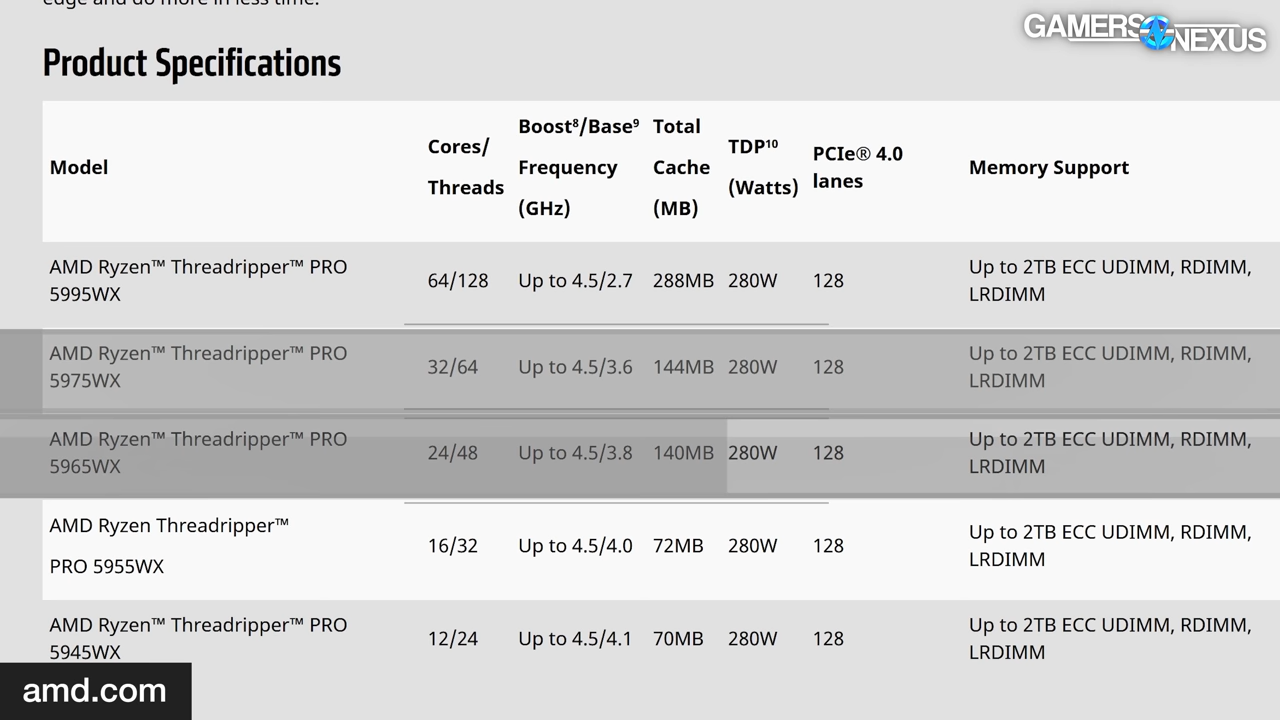 edge and do more in less time.
GAMERS NEXUS
Product Specifications
Model
Cores/
Threads
Boost⁸/Base⁹
Frequency
(GHz)
Total
Cache
(MB)
TDP¹⁰
(Watts)
PCIe® 4.0
lanes
Memory Support
AMD Ryzen™ Threadripper™ PRO
5995WX
64/128
Up to 4.5/2.7
288MB
280W
128
Up to 2TB ECC UDIMM, RDIMM,
LRDIMM
AMD Ryzen™ Threadripper™ PRO
5975WX
32/64
Up to 4.5/3.6
144MB
280W
128
Up to 2TB ECC UDIMM, RDIMM,
LRDIMM
AMD Ryzen™ Threadripper™ PRO
5965WX
24/48
Up to 4.5/3.8
140MB
280W
128
Up to 2TB ECC UDIMM, RDIMM,
LRDIMM
AMD Ryzen Threadripper™
PRO 5955WX
16/32
Up to 4.5/4.0
72MB
280W
128
Up to 2TB ECC UDIMM, RDIMM,
LRDIMM
AMD Ryzen™ Threadripper™ PRO
5945WX
12/24
Up to 4.5/4.1
70MB
280W
128
Up to 2TB ECC UDIMM, RDIMM,
LRDIMM
amd.com